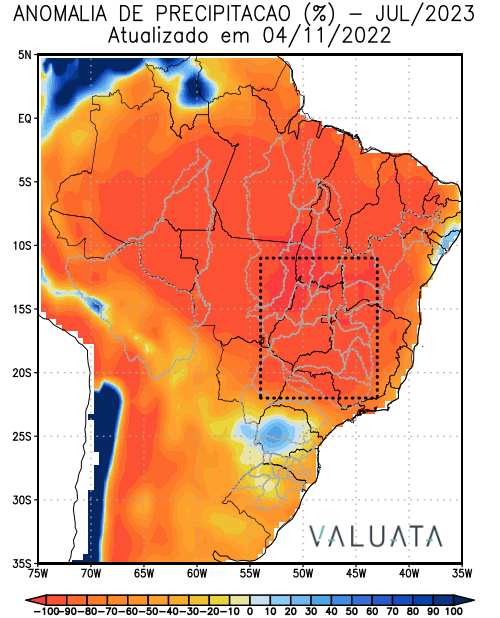 ANOMALIA DE PRECIPITACAO (%) – JUL/2023
Atualizado em 04/11/2022
5N
EQ
5S
10S
15S
20S
25S
30S
35S
VALUATA
75W 70W 65W 60W 55W 50W 45W 40W 35W
-100 -90 -80 -70 -60 -50 -40 -30 -20 -10 0 10 20 30 40 50 60 70 80 90 100